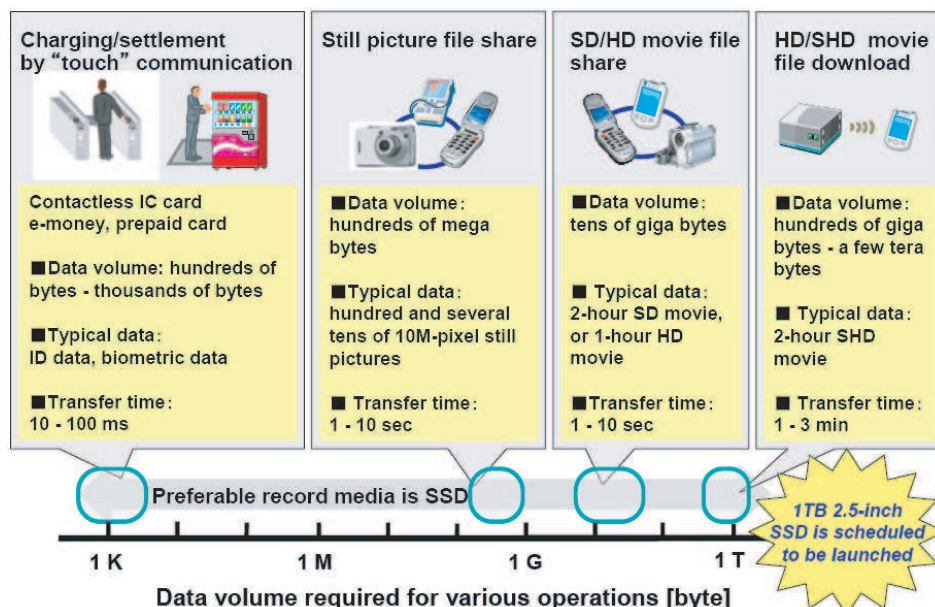 Charging/settlement
by “touch” communication
Contactless IC card
e-money, prepaid card
■Data volume: hundreds of
bytes - thousands of bytes
■Typical data:
ID data, biometric data
■Transfer time:
10 - 100 ms
Still picture file share
■Data volume:
hundreds of mega
bytes
■Typical data:
hundred and several
tens of 10M-pixel still
pictures
■ Transfer time:
1 - 10 sec
SD/HD movie file
share
■Data volume:
tens of giga bytes
■ Typical data:
2-hour SD movie,
or 1-hour HD
movie
■ Transfer time:
1 - 10 sec
HD/SHD movie
file download
■Data volume:
hundreds of giga
bytes - a few tera
bytes
■ Typical data:
2-hour SHD
movie
■ Transfer time:
1 - 3 min
Preferable record media is SSD
1TB 2.5-inch
SSD is scheduled
to be launched
1 K 1 M 1 G 1 T
Data volume required for various operations [byte]